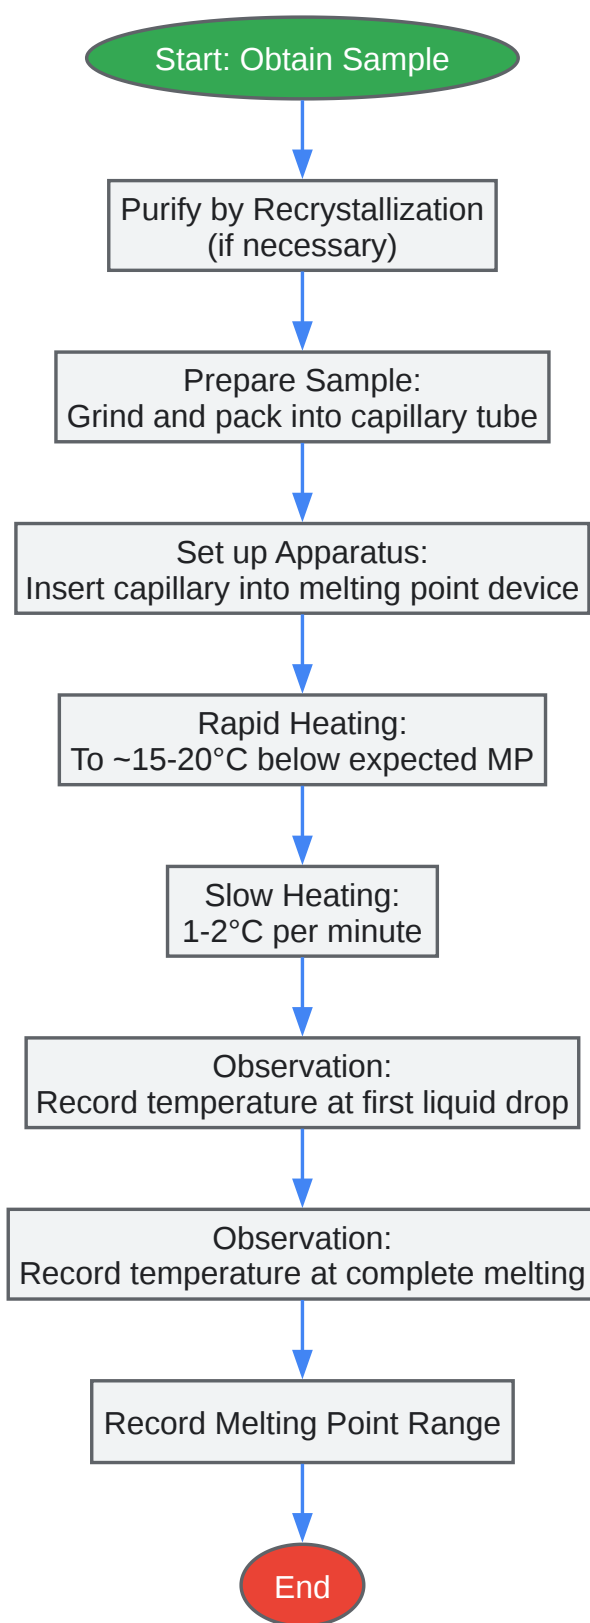 Start: Obtain Sample
Purify by Recrystallization
(if necessary)
Prepare Sample:
Grind and pack into capillary tube
Set up Apparatus:
Insert capillary into melting point device
Rapid Heating:
To ~15-20°C below expected MP
Slow Heating:
1-2°C per minute
Observation:
Record temperature at first liquid drop
Observation:
Record temperature at complete melting
Record Melting Point Range
End